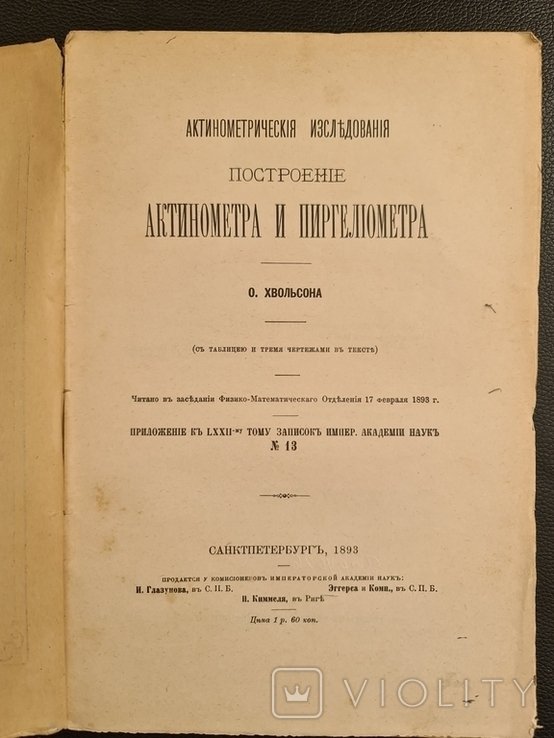 АКТИНОМЕТРИЧЕСКІЯ ИЗСЛѢДОВАНІЯ
ПОСТРОЕНІЕ
АКТИНОМЕТРА И ПИРГЕЛІОМЕТРА
О. ХВОЛЬСОНА
(СЪ ТАБЛИЦЕЮ И ТРЕМЯ ЧЕРТЕЖАМИ ВЪ ТЕКСТѢ)
Читано въ засѣданіи Физико-Математическаго Отдѣленія 17 февраля 1893 г.
ПРИЛОЖЕНІЕ КЪ LXXII-му ТОМУ ЗАПИСОКЪ ИМПЕР. АКАДЕМІИ НАУКЪ
№ 13
САНКТПЕТЕРБУРГЪ, 1893
ПРОДАЕТСЯ У КОМИСІОНЕРОВЪ ИМПЕРАТОРСКОЙ АКАДЕМІИ НАУКЪ:
И. Глазунова, въ С. П. Б. Эггерса и Комп., въ С. П. Б.
Н. Киммеля, въ Ригѣ
Цѣна 1 р. 60 коп.
VIOLITY